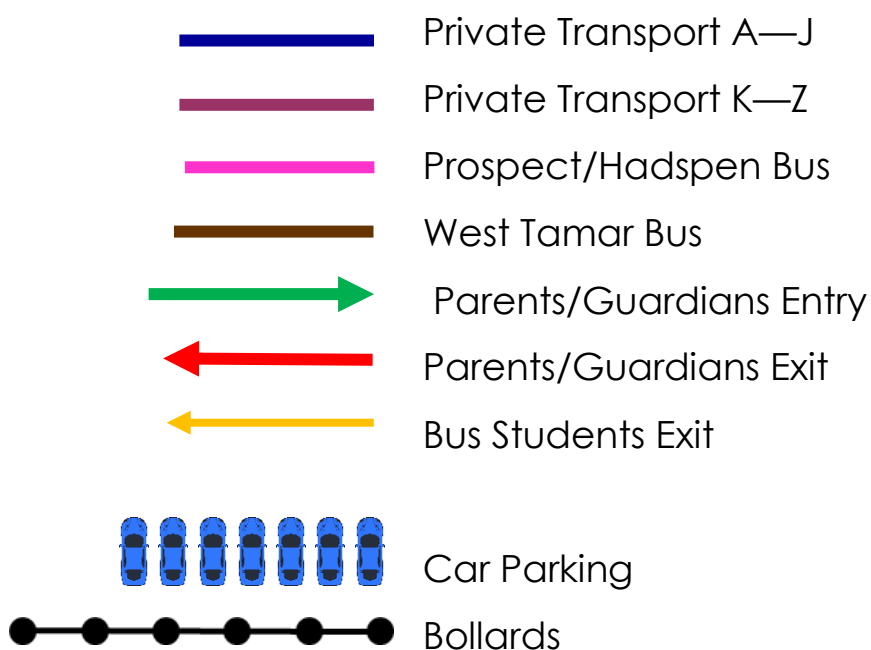 Private Transport A—J
Private Transport K—Z
Prospect/Hadspen Bus
West Tamar Bus
Parents/Guardians Entry
Parents/Guardians Exit
Bus Students Exit
Car Parking
Bollards